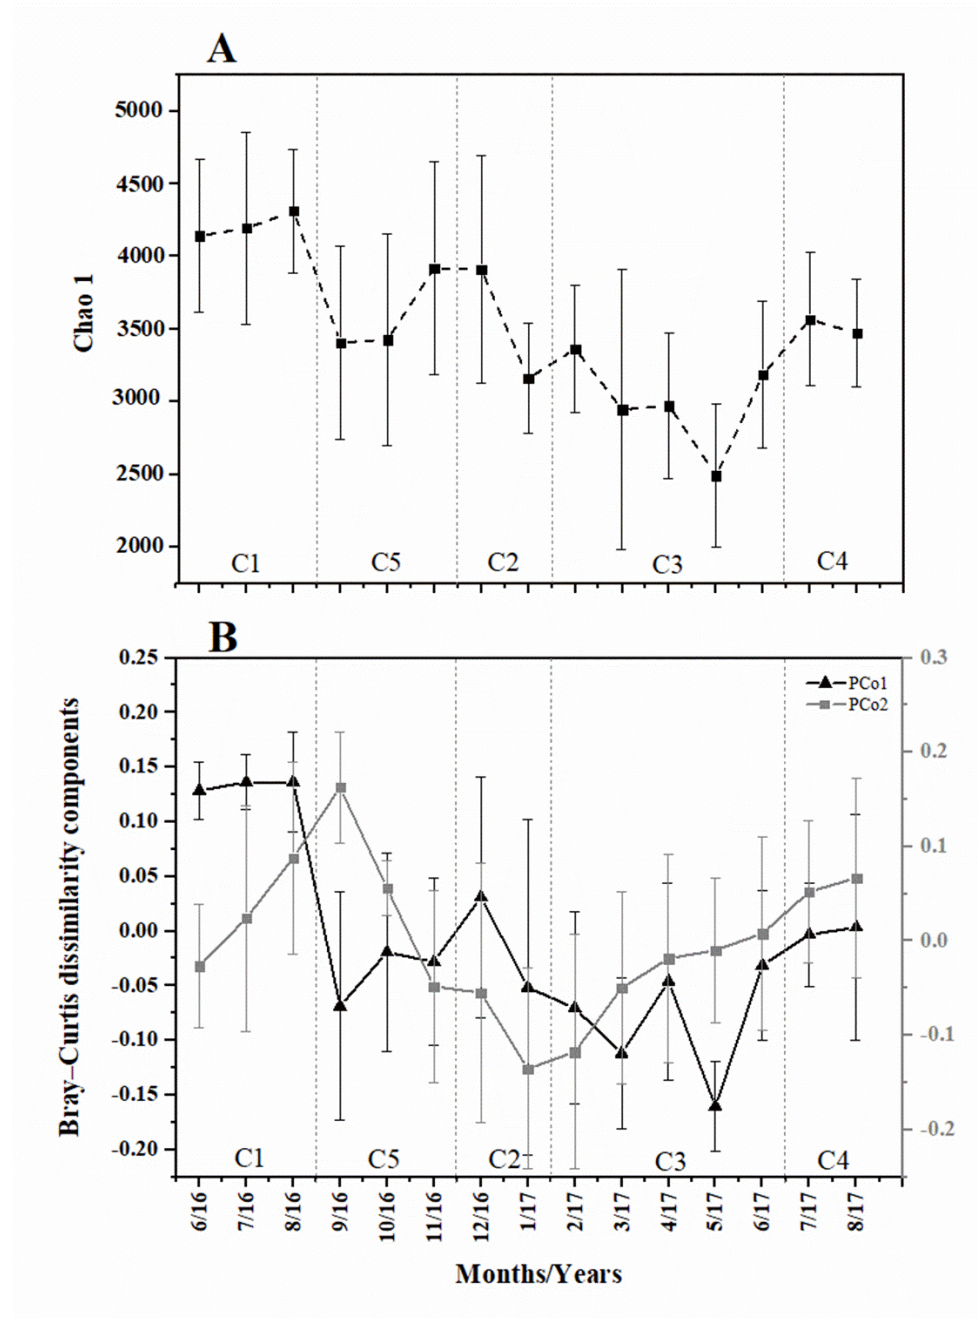 A
5000
4500
4000
3500
3000
2500
2000
Chao 1
C1
C5
C2
C3
C4
B
0.25
0.20
0.15
0.10
0.05
0.00
-0.05
-0.10
-0.15
-0.20
Bray–Curtis dissimilarity components
PCo1
PCo2
0.3
0.2
0.1
0.0
-0.1
-0.2
C1
C5
C2
C3
C4
6/16
7/16
8/16
9/16
10/16
11/16
12/16
1/17
2/17
3/17
4/17
5/17
6/17
7/17
8/17
Months/Years